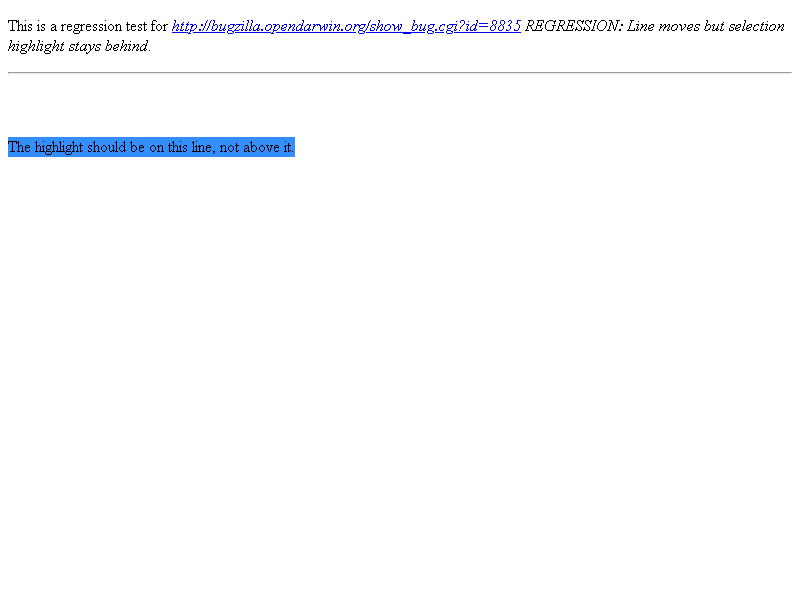 This is a regression test for http://bugzilla.opendarwin.org/show_bug.cgi?id=8835 REGRESSION: Line moves but selection
highlight stays behind.
The highlight should be on this line, not above it.